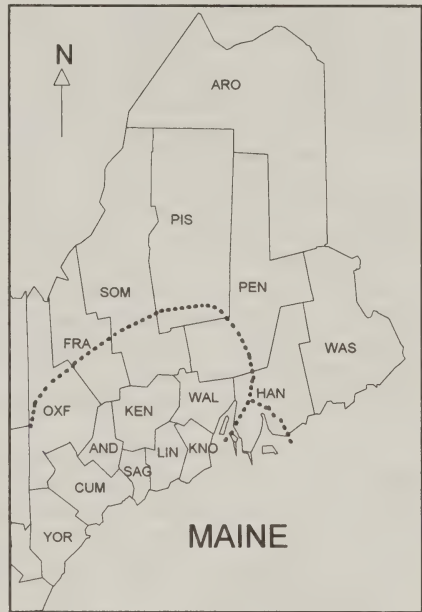 N
ARO
PIS
SOM
PEN
FRA
WAS
OXF
HAN
KEN
WAL
AND
LIN
KNO
SAG
CUM
YOR
MAINE